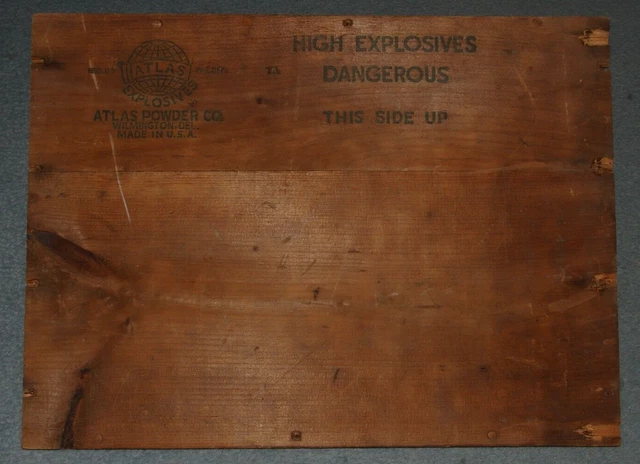 ATLAS
EXPLOSIVES
ATLAS POWDER CO.
WILMINGTON, DEL.
MADE IN U.S.A.
HIGH EXPLOSIVES
DANGEROUS
THIS SIDE UP